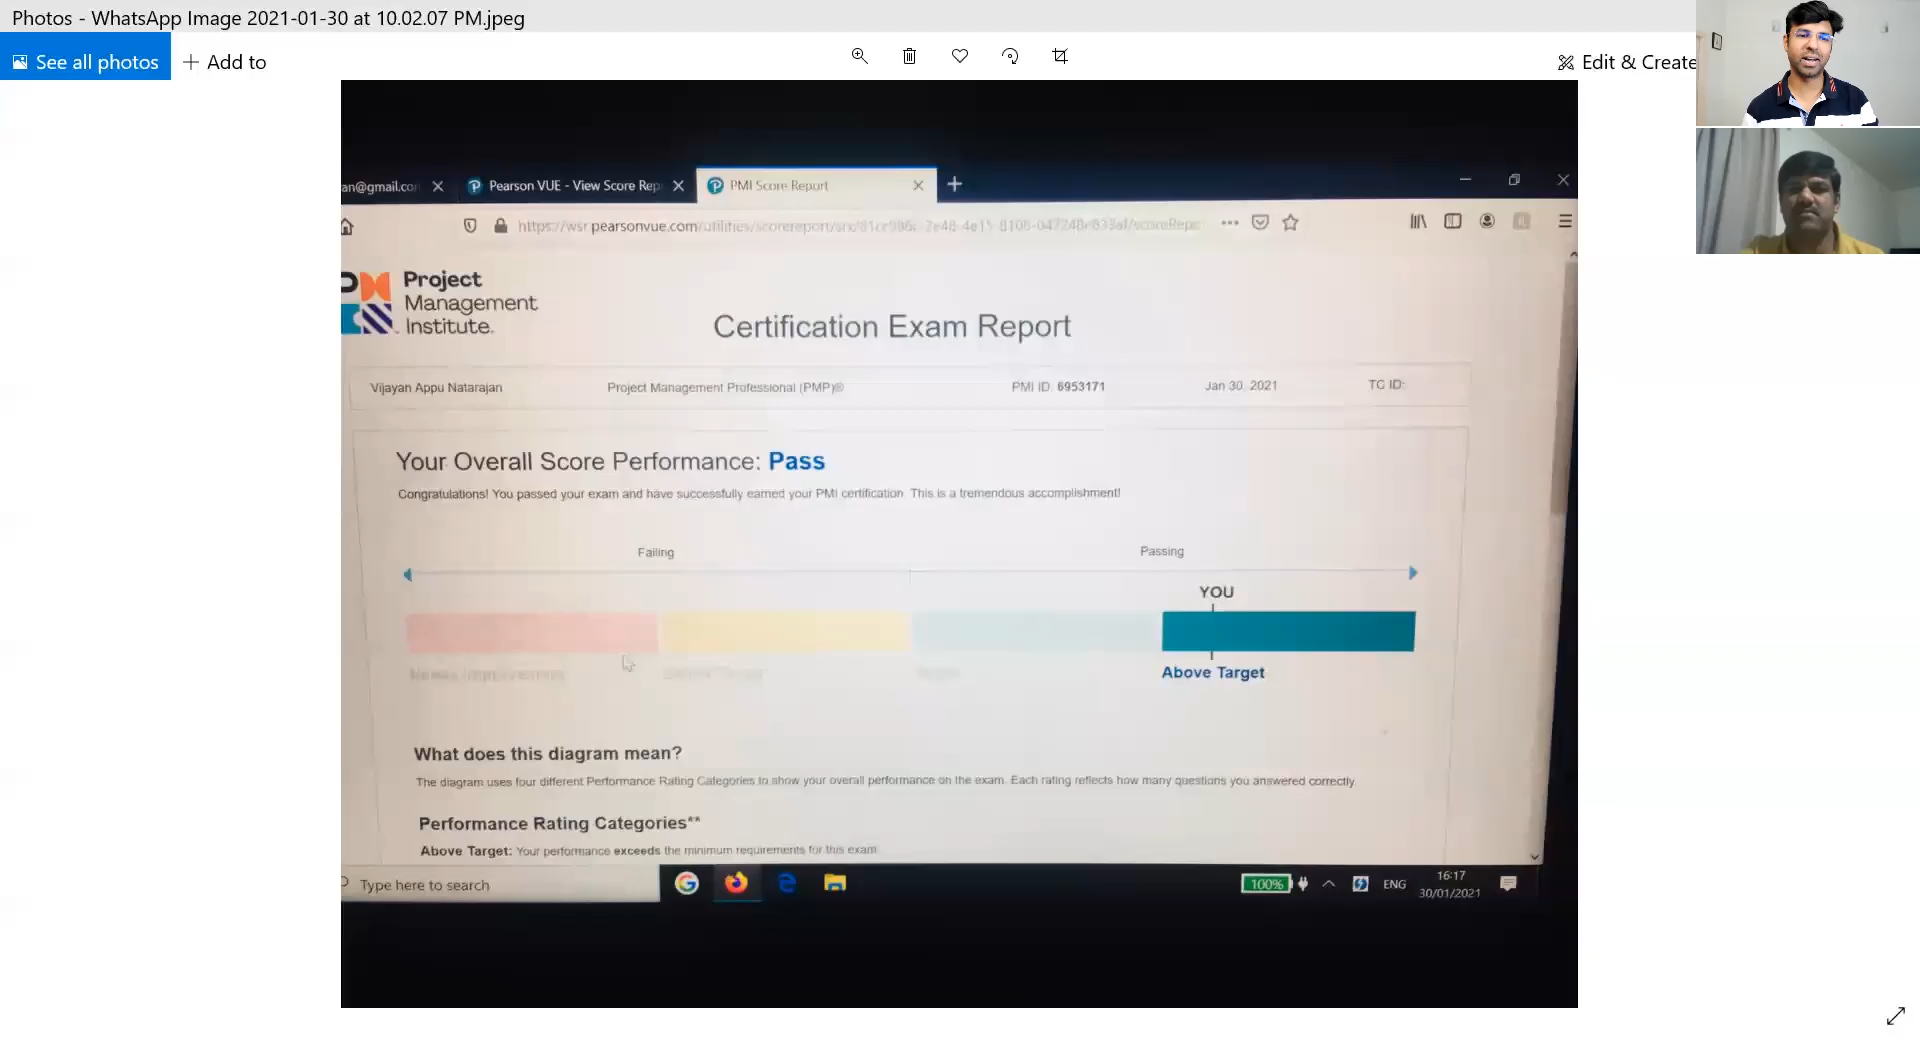 Photos - WhatsApp Image 2021-01-30 at 10.02.07 PM.jpeg
See all photos
Add to
Edit & Create
an@gmail.co
Pearson VUE - View Score Rep
PMI Score Report
Project
Management
Institute.
Certification Exam Report
Vijayan Appu Natarajan
Project Management Professional (PMP)®
PMI ID: 6953171
Jan 30, 2021
TC ID:
Your Overall Score Performance: Pass
Congratulations! You passed your exam and have successfully earned your PMI certification. This is a tremendous accomplishment!
Failing
Passing
YOU
Needs Improvement
Above Target
What does this diagram mean?
The diagram uses four different Performance Rating Categories to show your overall performance on the exam. Each rating reflects how many questions you answered correctly.
Performance Rating Categories**
Above Target: Your performance exceeds the minimum requirements for this exam
Type here to search
100%
ENG
16:17
30/01/2021